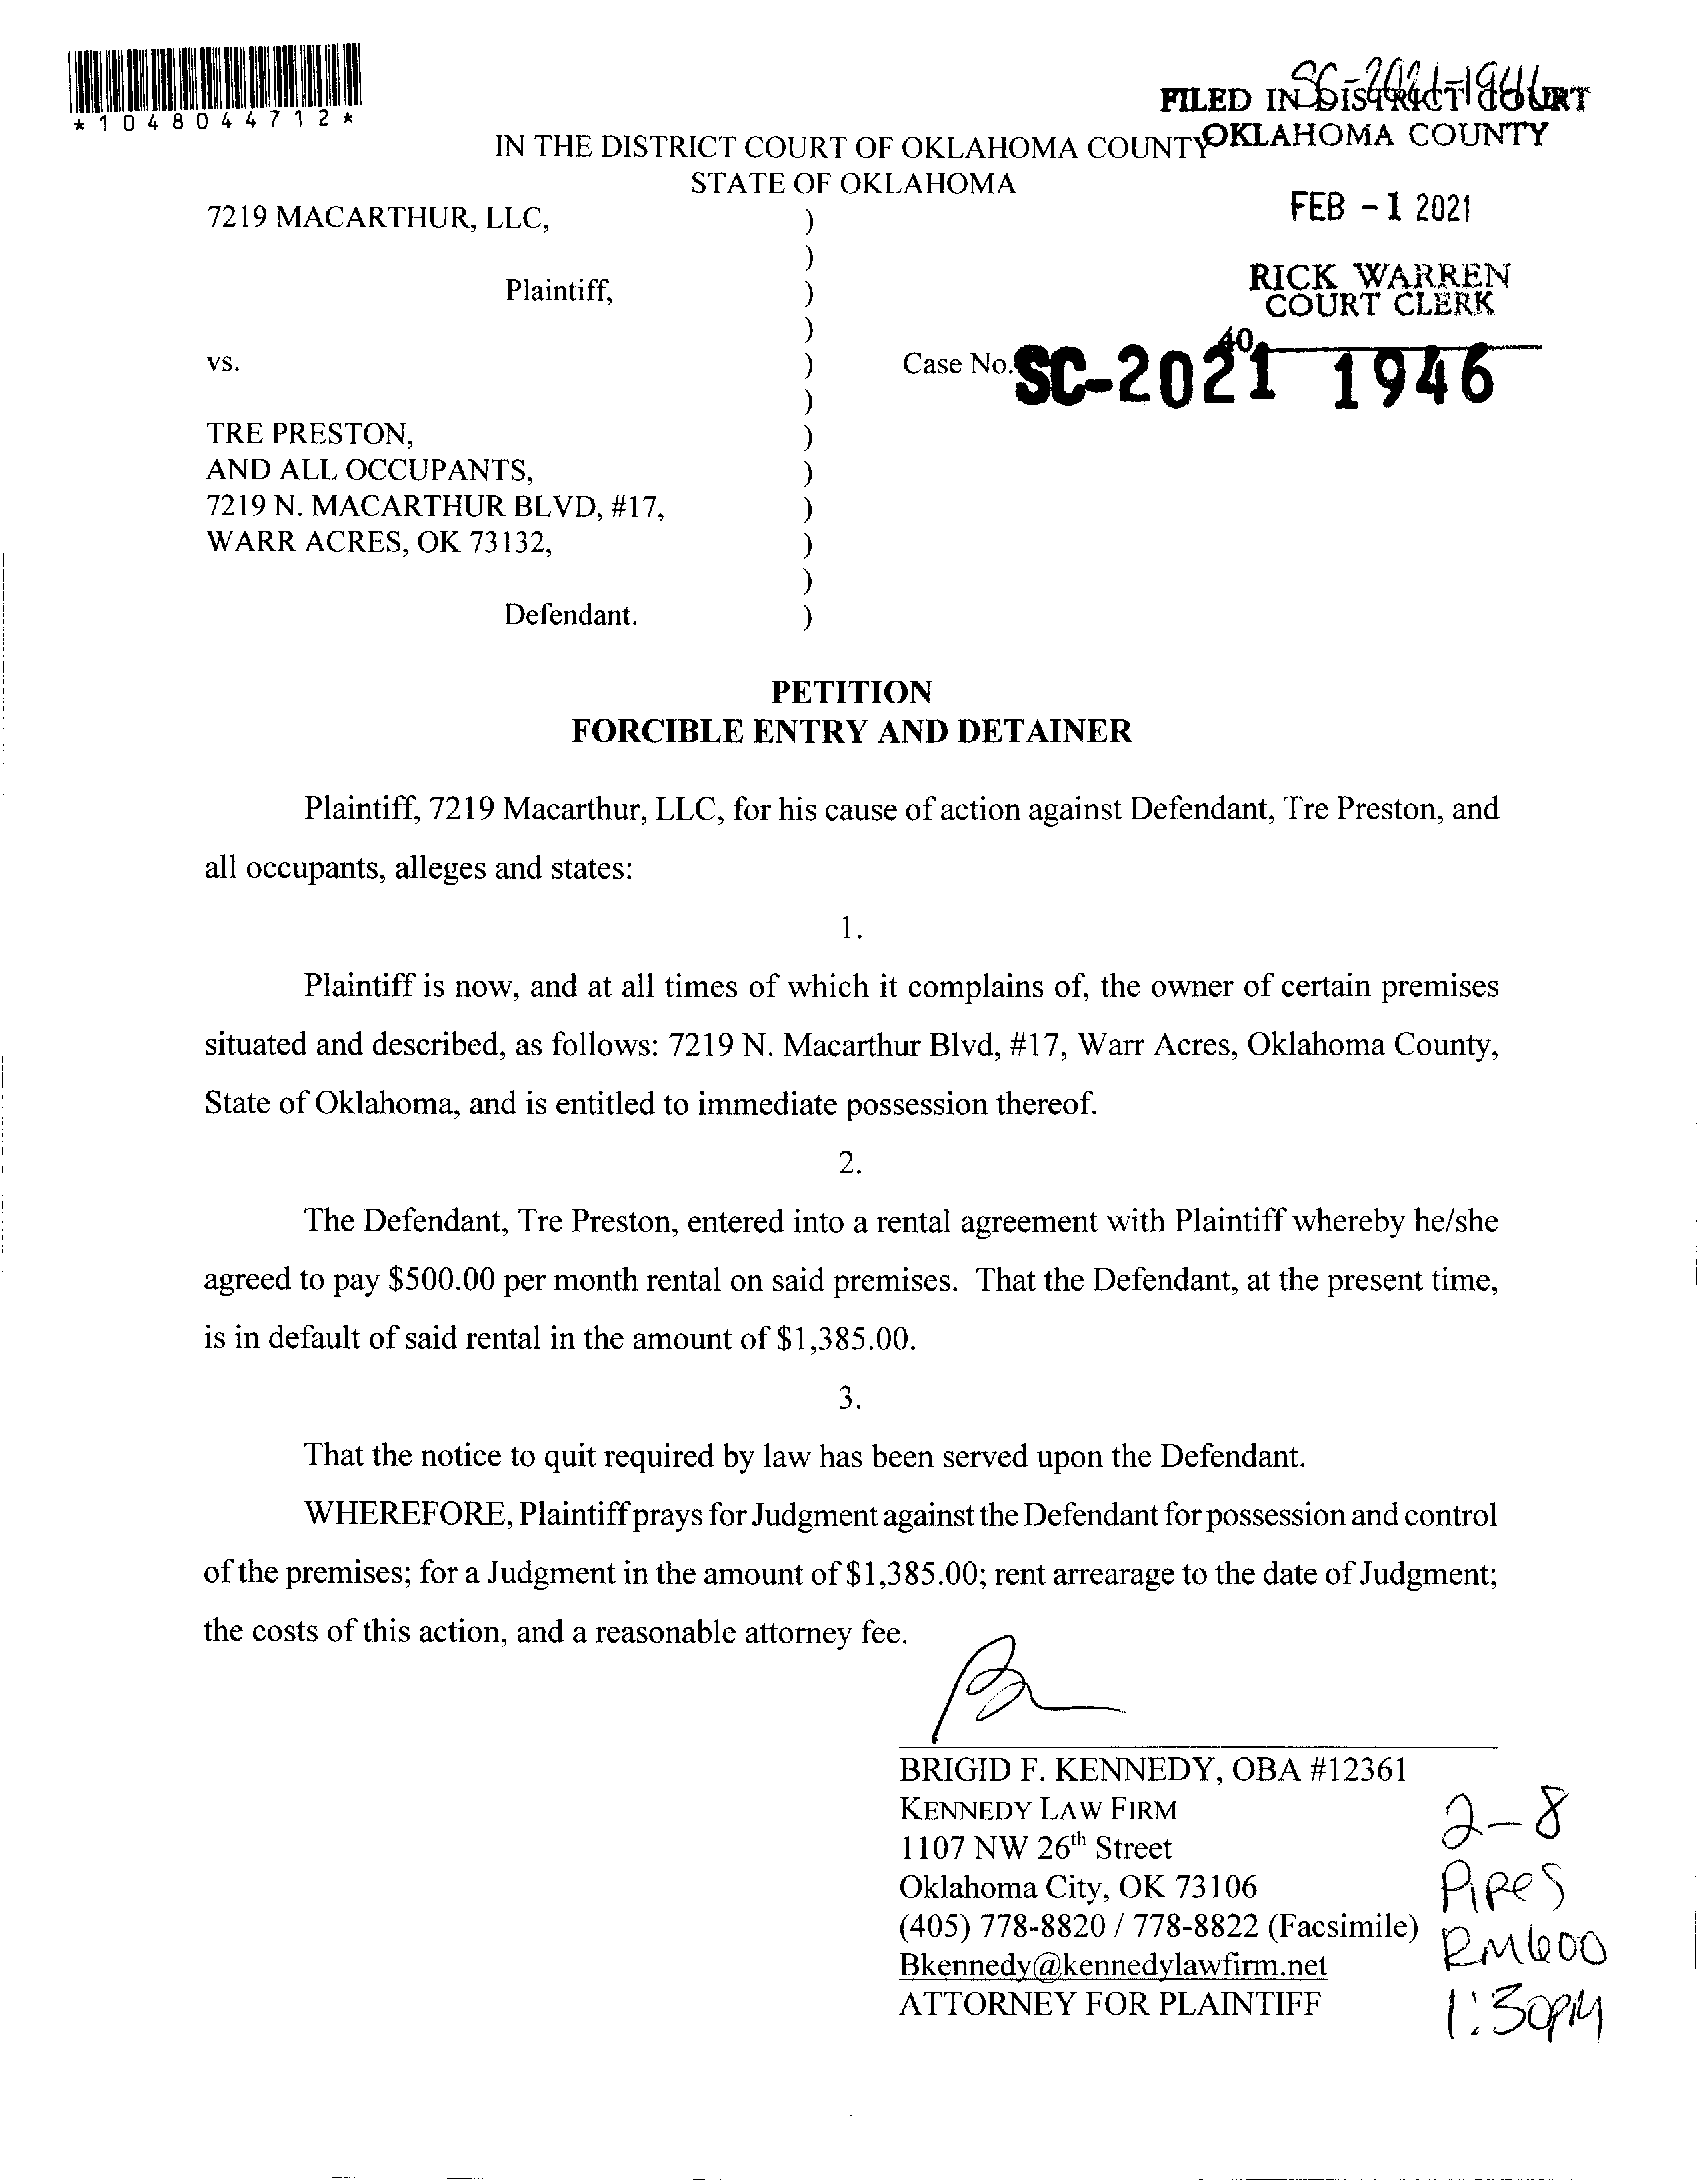 *1048044712*
SC-2021-1946
FILED IN DISTRICT COURT
OKLAHOMA COUNTY
IN THE DISTRICT COURT OF OKLAHOMA COUNTY
STATE OF OKLAHOMA
FEB -1 2021
RICK WARREN
COURT CLERK
40
7219 MACARTHUR, LLC, )
)
Plaintiff, )
)
vs. ) Case No. SC-2021 1946
)
TRE PRESTON, )
AND ALL OCCUPANTS, )
7219 N. MACARTHUR BLVD, #17, )
WARR ACRES, OK 73132, )
)
Defendant. )
PETITION
FORCIBLE ENTRY AND DETAINER
Plaintiff, 7219 Macarthur, LLC, for his cause of action against Defendant, Tre Preston, and
all occupants, alleges and states:
1.
Plaintiff is now, and at all times of which it complains of, the owner of certain premises
situated and described, as follows: 7219 N. Macarthur Blvd, #17, Warr Acres, Oklahoma County,
State of Oklahoma, and is entitled to immediate possession thereof.
2.
The Defendant, Tre Preston, entered into a rental agreement with Plaintiff whereby he/she
agreed to pay $500.00 per month rental on said premises. That the Defendant, at the present time,
is in default of said rental in the amount of $1,385.00.
3.
That the notice to quit required by law has been served upon the Defendant.
WHEREFORE, Plaintiff prays for Judgment against the Defendant for possession and control
of the premises; for a Judgment in the amount of $1,385.00; rent arrearage to the date of Judgment;
the costs of this action, and a reasonable attorney fee.
BRIGID F. KENNEDY, OBA #12361
KENNEDY LAW FIRM
1107 NW 26th Street
Oklahoma City, OK 73106
(405) 778-8820 / 778-8822 (Facsimile)
Bkennedy@kennedylawfirm.net
ATTORNEY FOR PLAINTIFF
2-8
PIPES
RM600
1:30PM